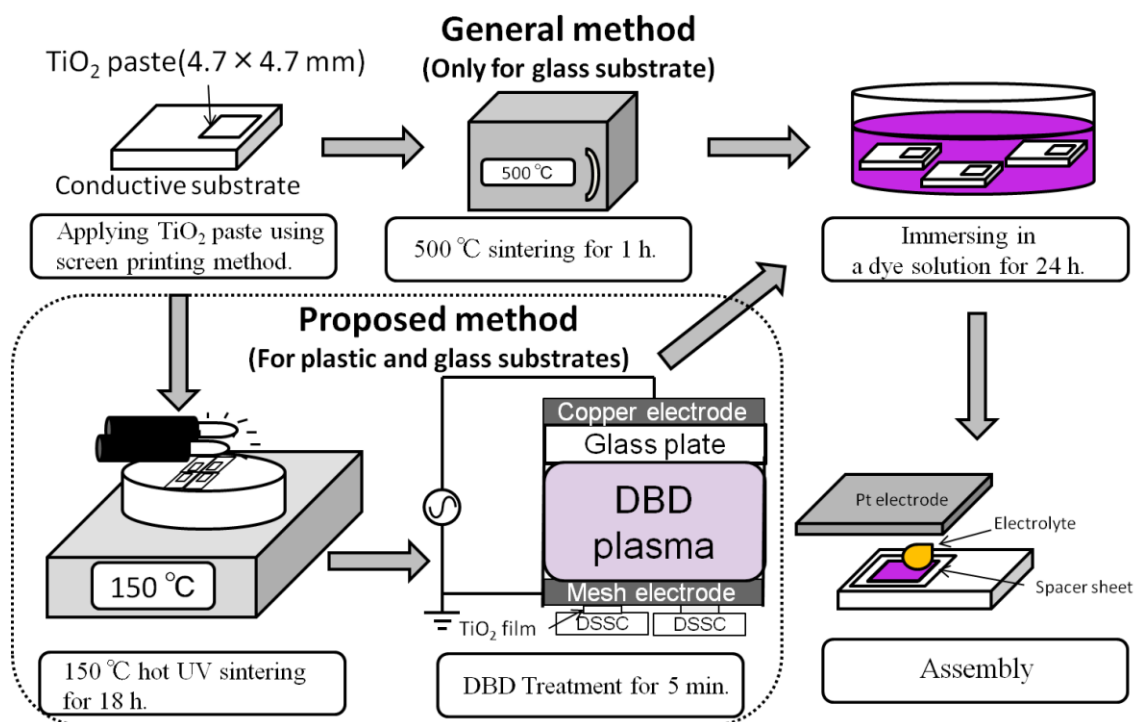 General method
(Only for glass substrate)
TiO₂ paste(4.7 × 4.7 mm)
Conductive substrate
500 ℃
Applying TiO₂ paste using
screen printing method.
500 ℃ sintering for 1 h.
Immersing in
a dye solution for 24 h.
Proposed method
(For plastic and glass substrates)
150 ℃
Copper electrode
Glass plate
DBD
plasma
Mesh electrode
TiO₂ film
DSSC
DSSC
Pt electrode
Electrolyte
Spacer sheet
150 ℃ hot UV sintering
for 18 h.
DBD Treatment for 5 min.
Assembly